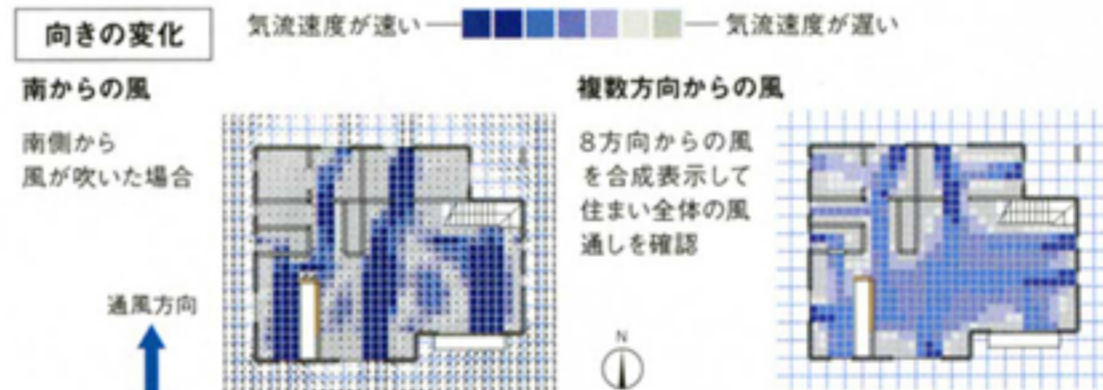 向きの変化
気流速度が速い
気流速度が遅い
南からの風
南側から
風が吹いた場合
通風方向
複数方向からの風
8方向からの風
を合成表示して
住まい全体の風
通しを確認
N